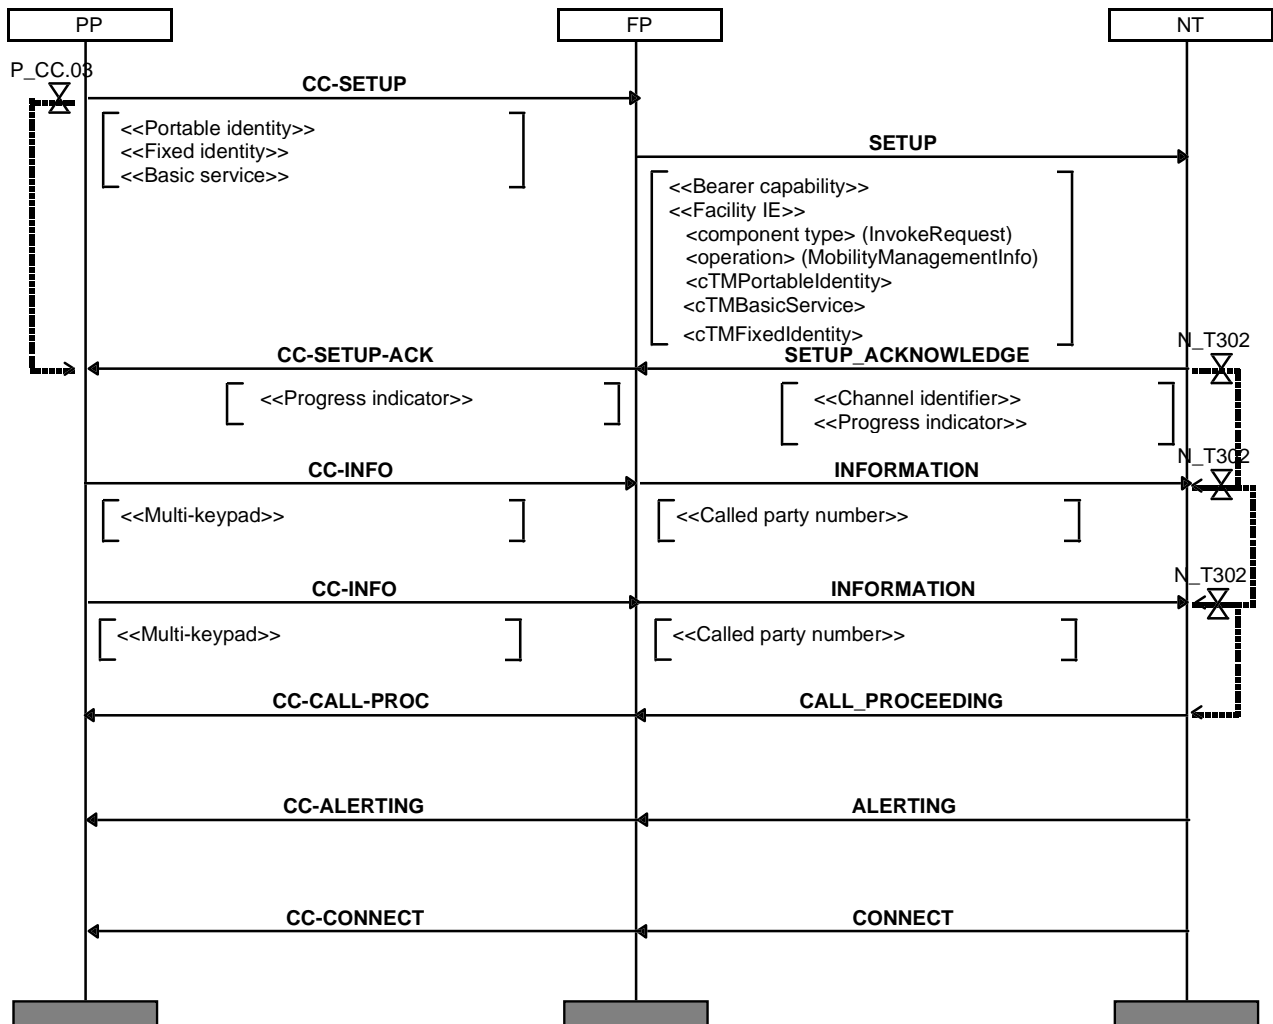 PP
FP
NT
P_CC.03
CC-SETUP
<<Portable identity>>
<<Fixed identity>>
<<Basic service>>
SETUP
<<Bearer capability>>
<<Facility IE>>
<component type> (InvokeRequest)
<operation> (MobilityManagementInfo)
<cTMPortableIdentity>
<cTMBasicService>
<cTMFixedIdentity>
CC-SETUP-ACK
SETUP_ACKNOWLEDGE
N_T302
<<Progress indicator>>
<<Channel identifier>>
<<Progress indicator>>
CC-INFO
INFORMATION
N_T302
<<Multi-keypad>>
<<Called party number>>
CC-INFO
INFORMATION
N_T302
<<Multi-keypad>>
<<Called party number>>
CC-CALL-PROC
CALL_PROCEEDING
CC-ALERTING
ALERTING
CC-CONNECT
CONNECT